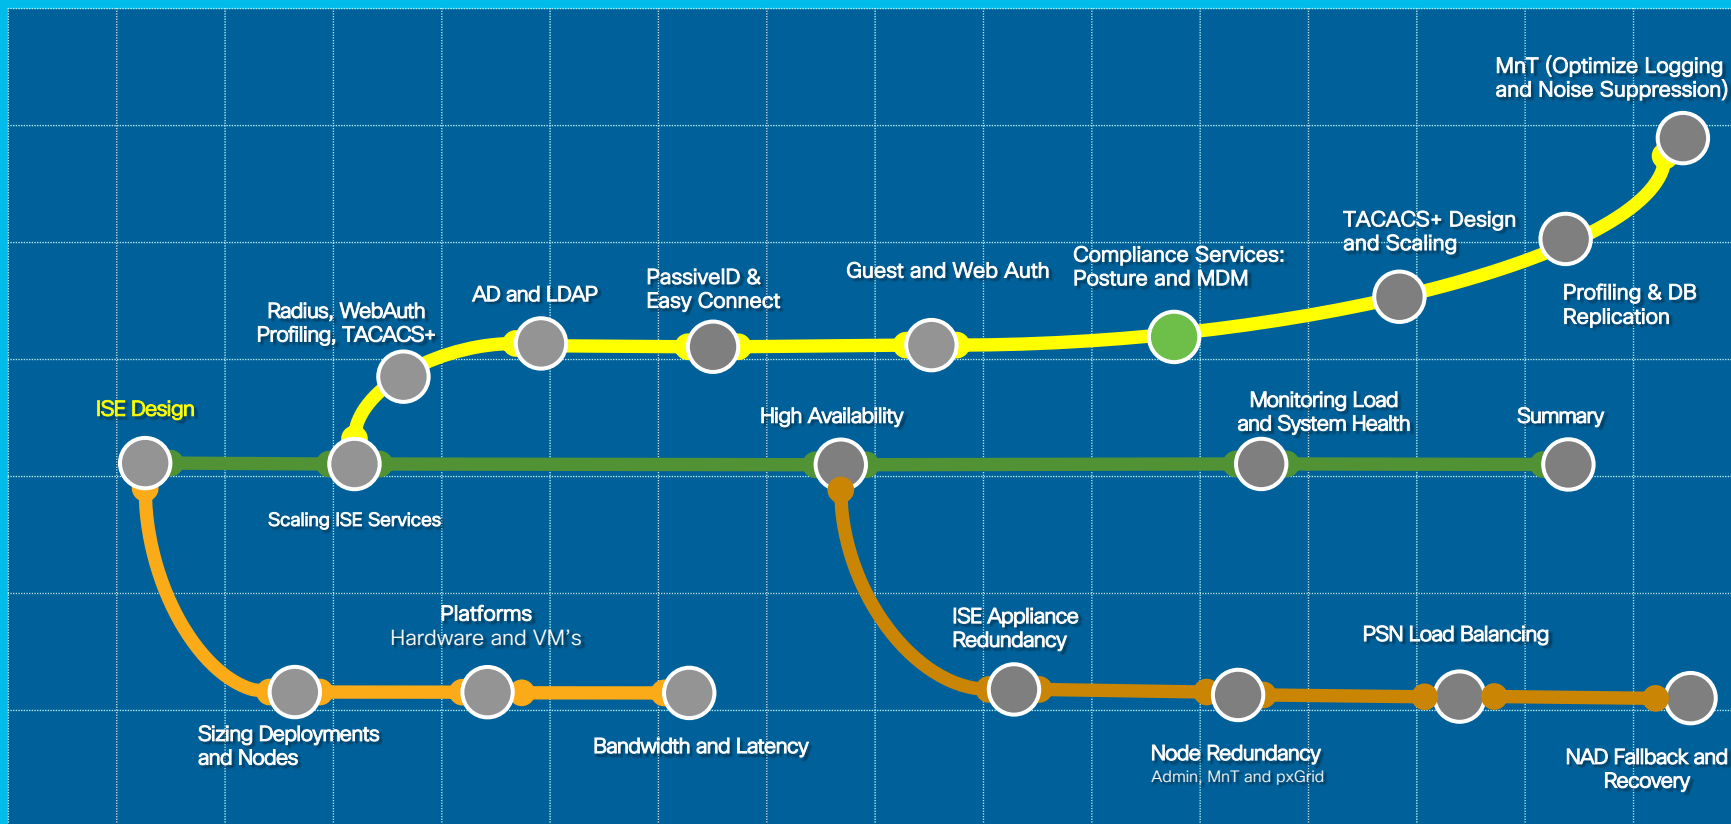 MnT (Optimize Logging
and Noise Suppression)
TACACS+ Design
and Scaling
Compliance Services:
Posture and MDM
Guest and Web Auth
PassiveID &
Easy Connect
AD and LDAP
Radius, WebAuth
Profiling, TACACS+
Profiling & DB
Replication
ISE Design
High Availability
Monitoring Load
and System Health
Summary
Scaling ISE Services
Platforms
Hardware and VM's
ISE Appliance
Redundancy
PSN Load Balancing
Sizing Deployments
and Nodes
Bandwidth and Latency
Node Redundancy
Admin, MnT and pxGrid
NAD Fallback and
Recovery